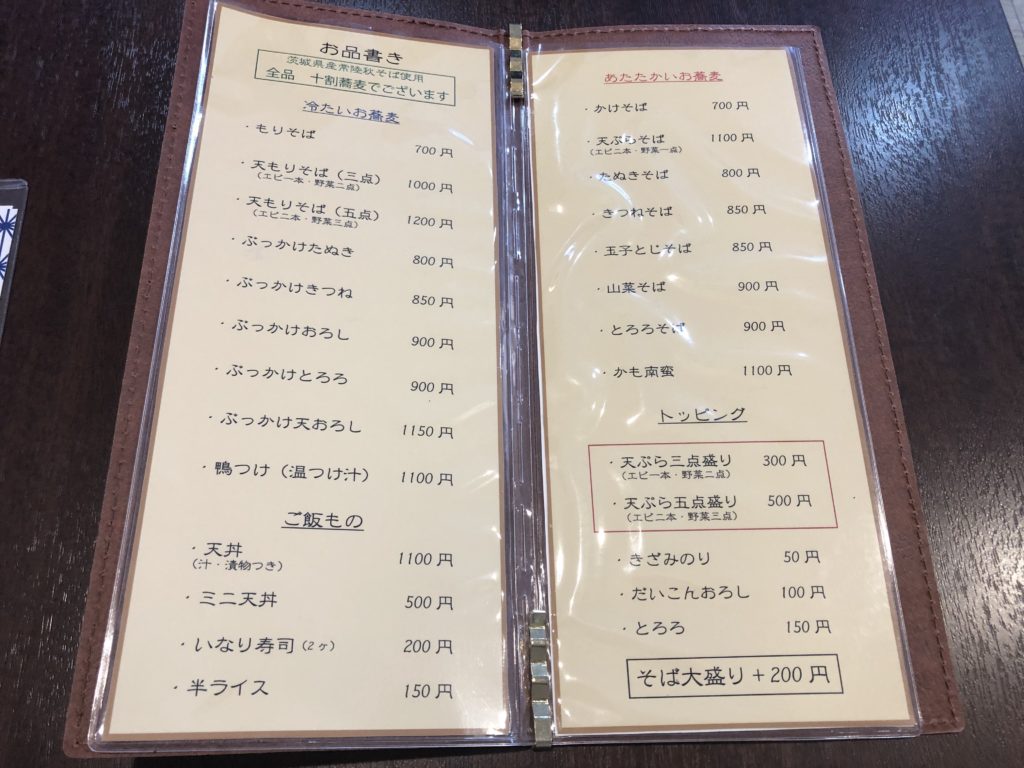 お品書き
茨城県産常陸秋そば使用
全品 十割蕎麦でございます
冷たいお蕎麦
・もりそば 700円
・天もりそば(三点) 1000円
(エビ一本・野菜二点)
・天もりそば(五点) 1200円
(エビ二本・野菜三点)
・ぶっかけたぬき 800円
・ぶっかけきつね 850円
・ぶっかけおろし 900円
・ぶっかけとろろ 900円
・ぶっかけ天おろし 1150円
・鴨つけ(温つけ汁) 1100円
ご飯もの
・天丼 1100円
(汁・漬物つき)
・ミニ天丼 500円
・いなり寿司(2ヶ) 200円
・半ライス 150円
あたたかいお蕎麦
・かけそば 700円
・天ぷらそば 1100円
(エビ二本・野菜一点)
・たぬきそば 800円
・きつねそば 850円
・玉子とじそば 850円
・山菜そば 900円
・とろろそば 900円
・かも南蛮 1100円
トッピング
・天ぷら三点盛り 300円
(エビ一本・野菜二点)
・天ぷら五点盛り 500円
(エビ二本・野菜三点)
・きざみのり 50円
・だいこんおろし 100円
・とろろ 150円
そば大盛り+200円